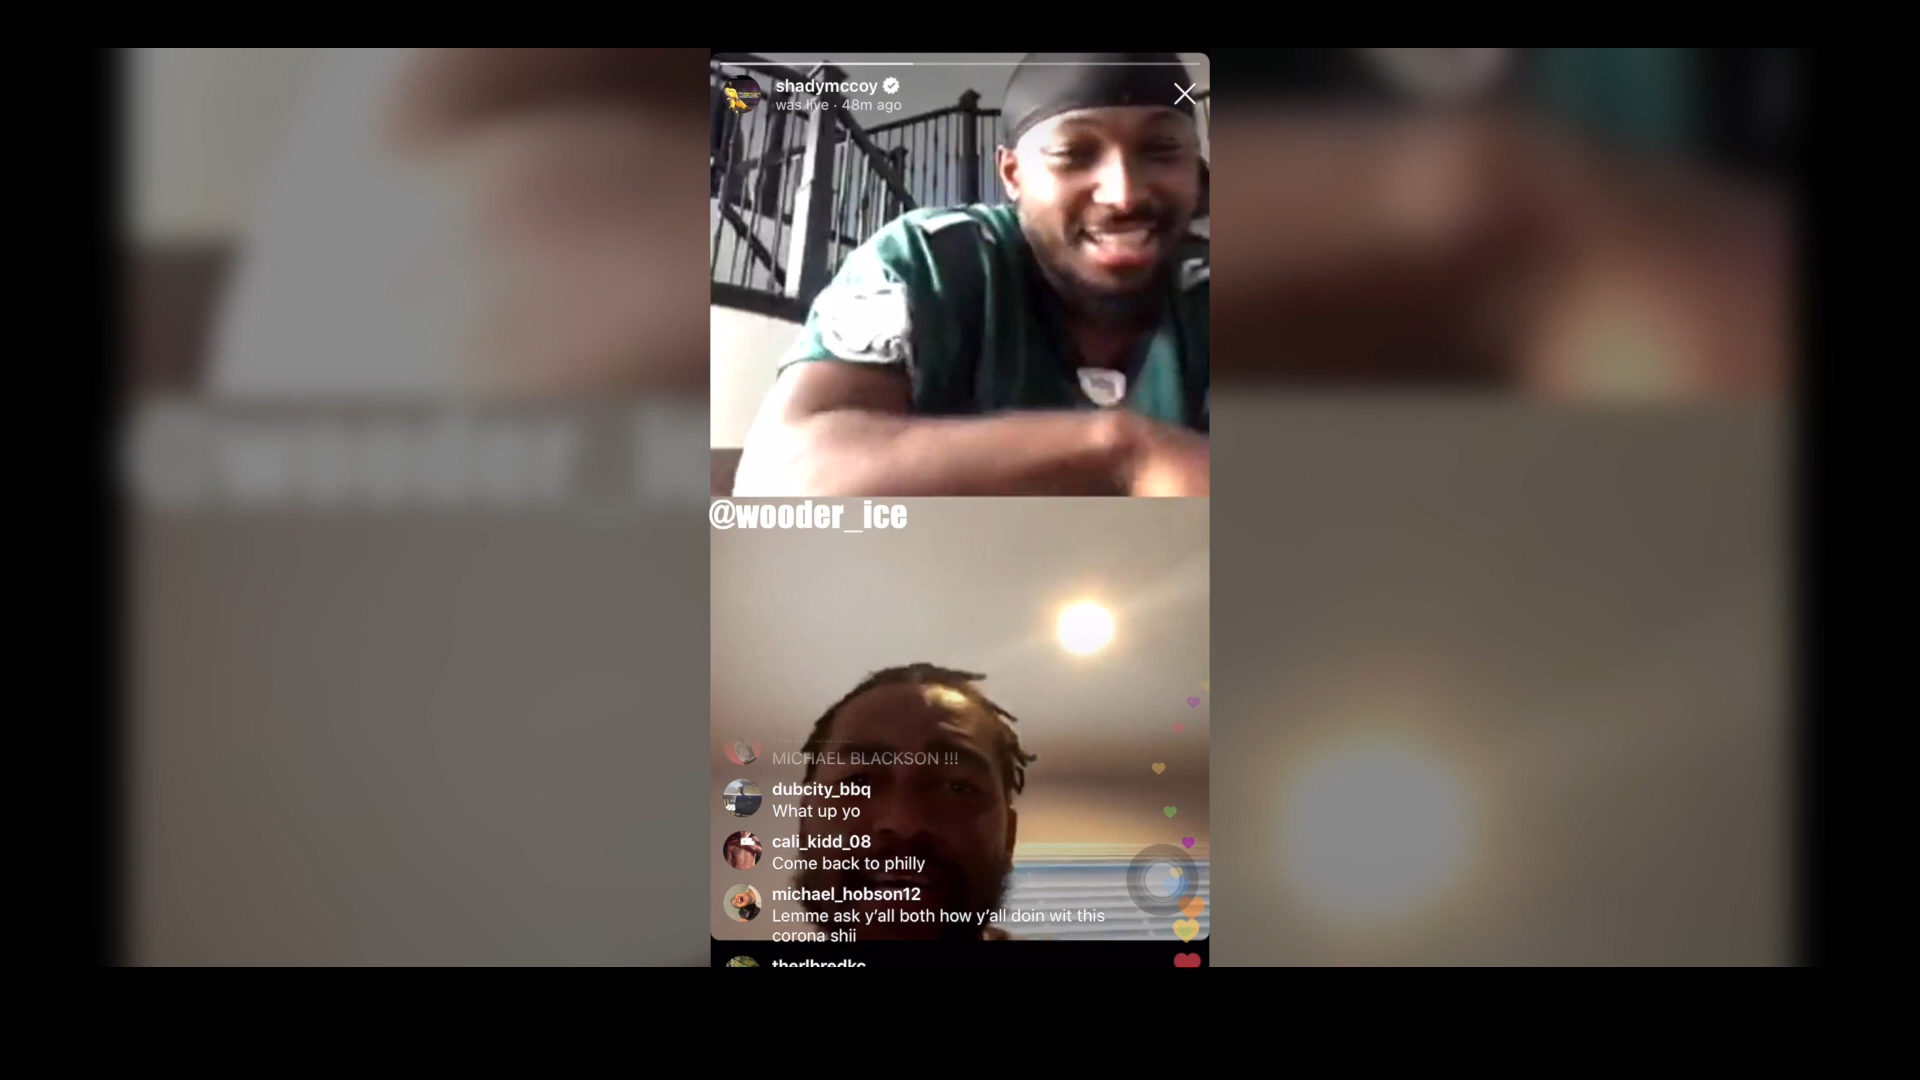 shadymccoy
was live · 48m ago
@wooder_ice
MICHAEL BLACKSON !!!
dubcity_bbq
What up yo
cali_kidd_08
Come back to philly
michael_hobson12
Lemme ask y'all both how y'all doin wit this
corona shii